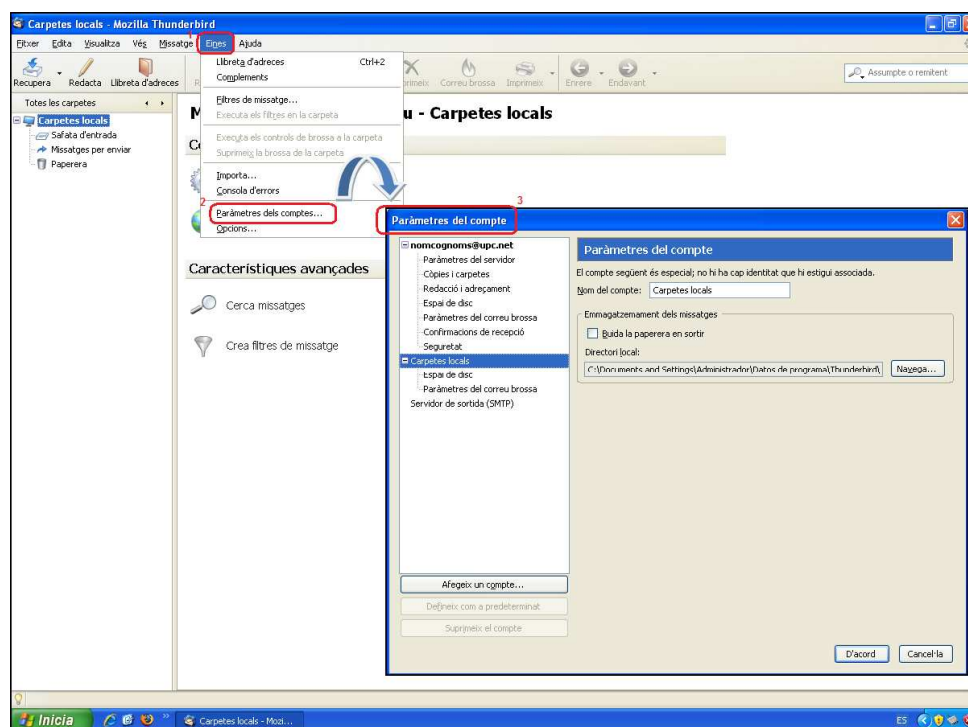 Carpetes locals - Mozilla Thunderbird
1
Fitxer Edita Visualitza Vés Missatge Eines Ajuda
Recupera Redacta Llibreta d'adreces Correu brossa Imprimeix Enrere Endavant
Assumpte o remitent
Llibreta d'adreces Ctrl+2
Complements
Filtres de missatge...
Executa els filtres en la carpeta
Executa els controls de brossa a la carpeta
Suprimeix la brossa de la carpeta
Importa...
Consola d'errors
2
Paràmetres dels comptes...
Opcions...
Totes les carpetes
Carpetes locals
Safata d'entrada
Missatges per enviar
Paperera
u - Carpetes locals
Característiques avançades
Cerca missatges
Crea filtres de missatge
3
Paràmetres del compte
nomcognoms@upc.net
Paràmetres del servidor
Còpies i carpetes
Redacció i adreçament
Espai de disc
Paràmetres del correu brossa
Confirmacions de recepció
Seguretat
Carpetes locals
Espai de disc
Paràmetres del correu brossa
Servidor de sortida (SMTP)
Afegeix un compte...
Defineix com a predeterminat
Suprimeix el compte
Paràmetres del compte
El compte següent és especial; no hi ha cap identitat que hi estigui associada.
Nom del compte: Carpetes locals
Emmagatzemament dels missatges
Buida la paperera en sortir
Directori local:
C:\Documents and Settings\Administrador\Datos de programa\Thunderbird\ Navega...
D'acord Cancel·la
Inicia Carpetes locals - Mozi... ES